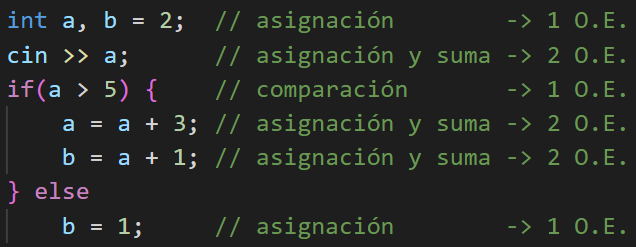 int a, b = 2;  // asignación         -> 1 O.E.
cin >> a;      // asignación y suma -> 2 O.E.
if(a > 5) {    // comparación        -> 1 O.E.
    a = a + 3; // asignación y suma -> 2 O.E.
    b = a + 1; // asignación y suma -> 2 O.E.
} else
    b = 1;     // asignación         -> 1 O.E.